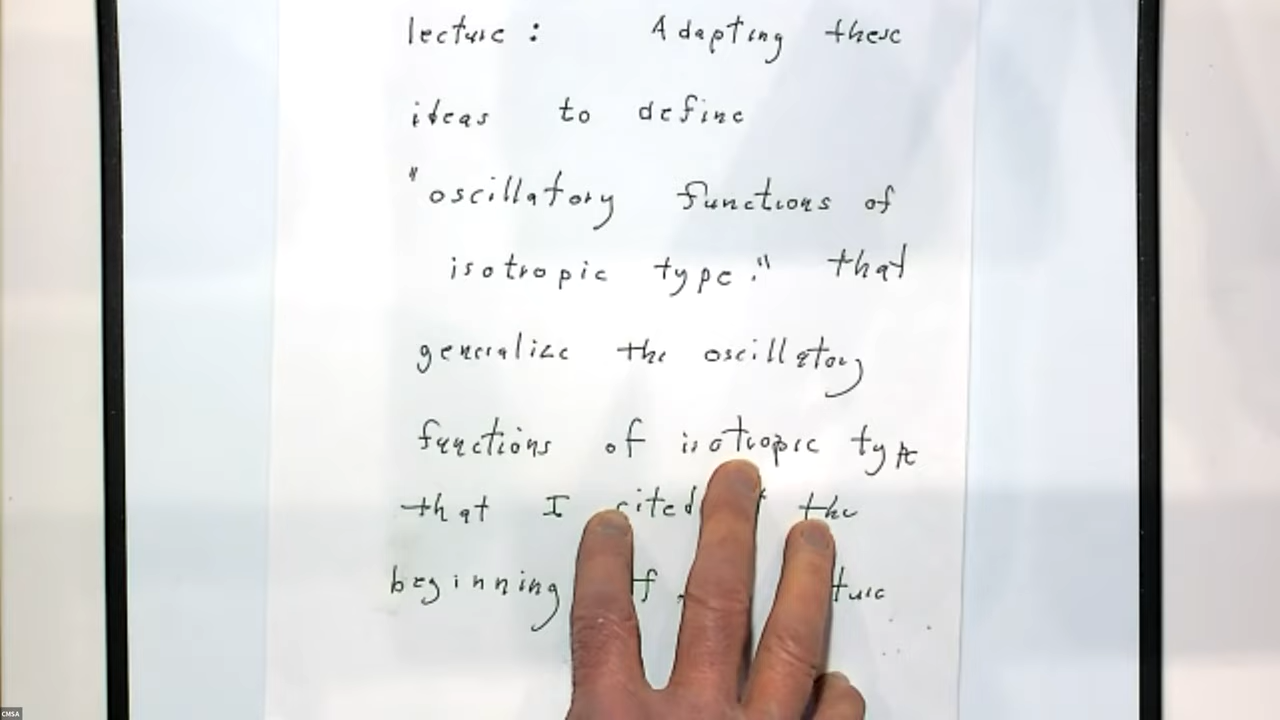 lecture : Adapting these
ideas to define
"oscillatory functions of
isotropic type." that
generalize the oscillatory
functions of isotropic type
that I cited the
beginning
CMSA